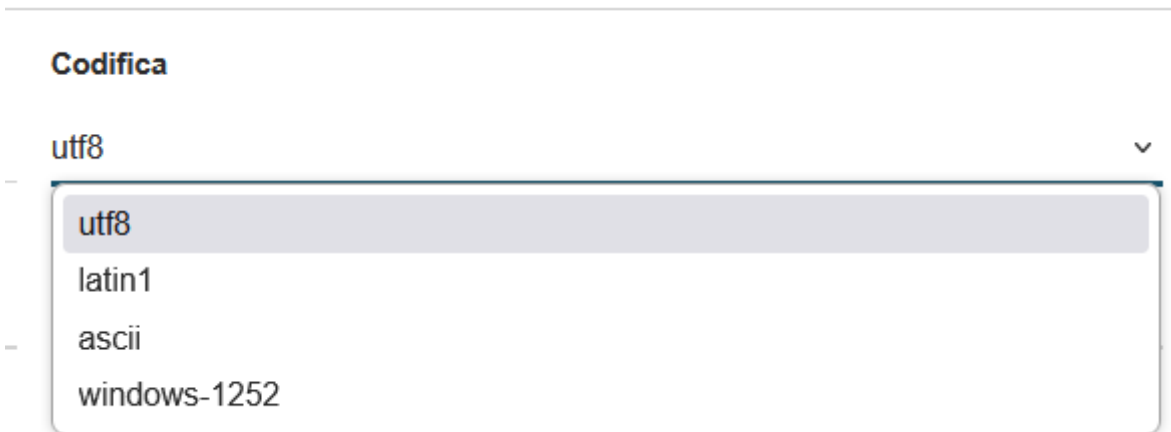 Codifica
utf8
utf8
latin1
ascii
windows-1252